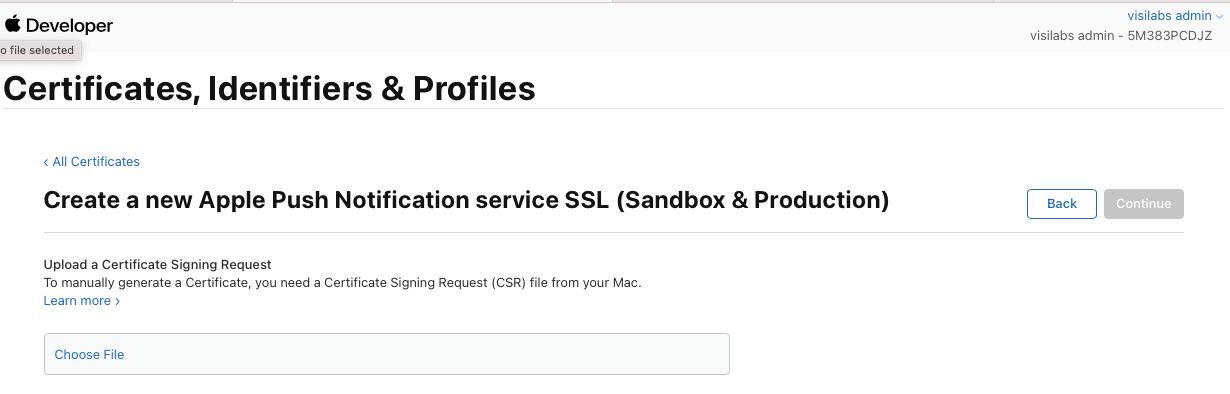 Developer
visilabs admin
o file selected
visilabs admin - 5M383PCDJZ
Certificates, Identifiers & Profiles
‹ All Certificates
Create a new Apple Push Notification service SSL (Sandbox & Production)
Back
Continue
Upload a Certificate Signing Request
To manually generate a Certificate, you need a Certificate Signing Request (CSR) file from your Mac.
Learn more ›
Choose File